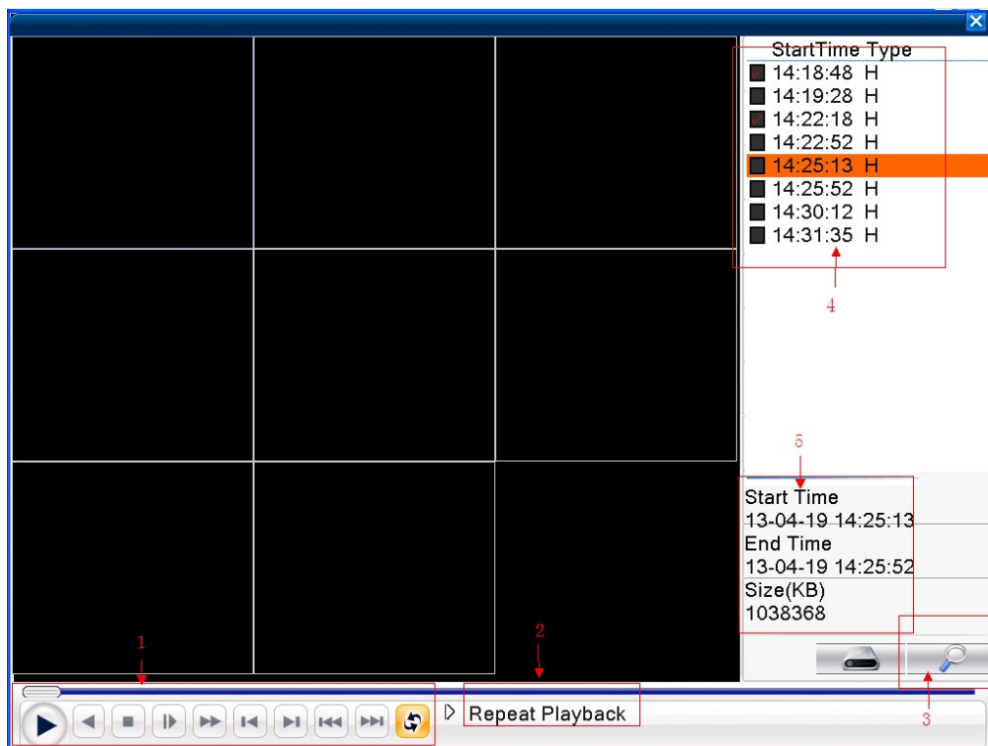 StartTime Type
14:18:48 H
14:19:28 H
14:22:18 H
14:22:52 H
14:25:13 H
14:25:52 H
14:30:12 H
14:31:35 H
4
5
Start Time
13-04-19 14:25:13
End Time
13-04-19 14:25:52
Size(KB)
1038368
1
2
3
Repeat Playback